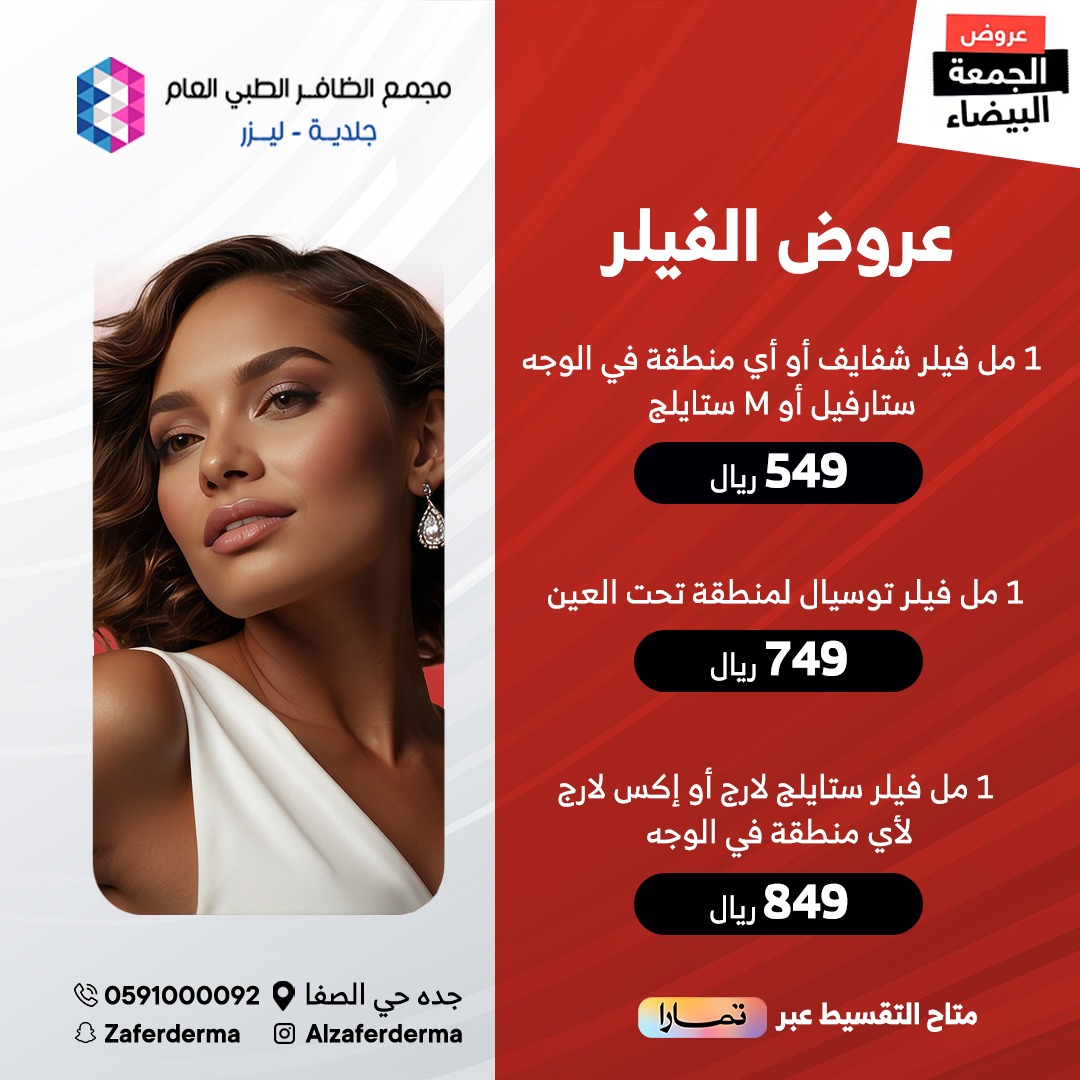 مجمع الظافر الطبي العام
جلدية - ليزر
عروض
الجمعة
البيضاء
عروض الفيلر
1 مل فيلر شفايف أو أي منطقة في الوجه
ستارفيل أو M ستايلج
549 ريال
1 مل فيلر توسيال لمنطقة تحت العين
749 ريال
1 مل فيلر ستايلج لارج أو إكس لارج
لأي منطقة في الوجه
849 ريال
متاح التقسيط عبر تمارا
جده حي الصفا 0591000092
Zaferderma Alzaferderma